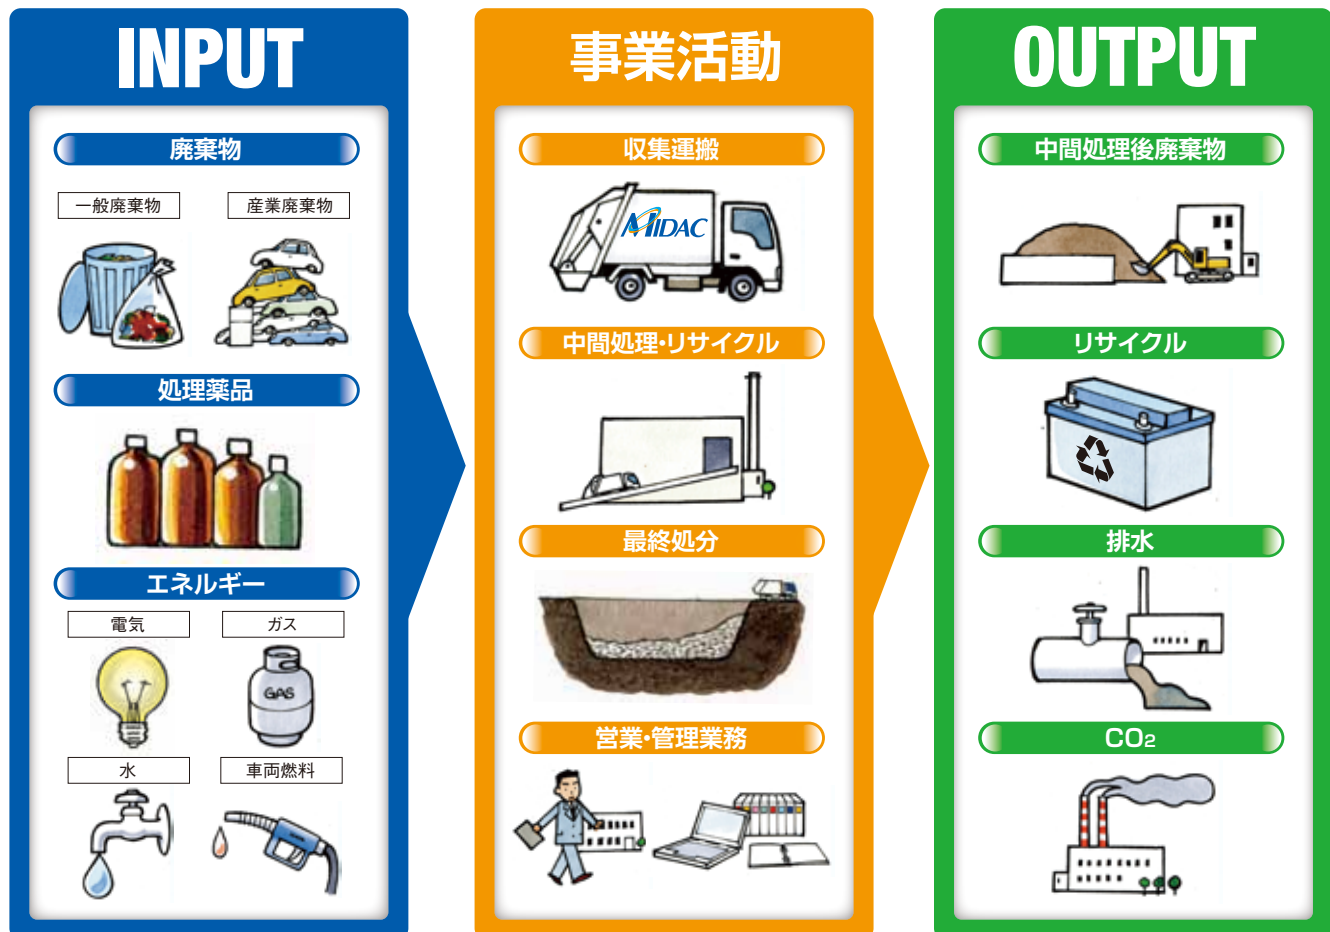 INPUT
廃棄物
一般廃棄物
産業廃棄物
処理薬品
エネルギー
電気
ガス
GAS
水
車両燃料
事業活動
収集運搬
MIDAC
中間処理・リサイクル
最終処分
営業・管理業務
OUTPUT
中間処理後廃棄物
リサイクル
排水
CO₂